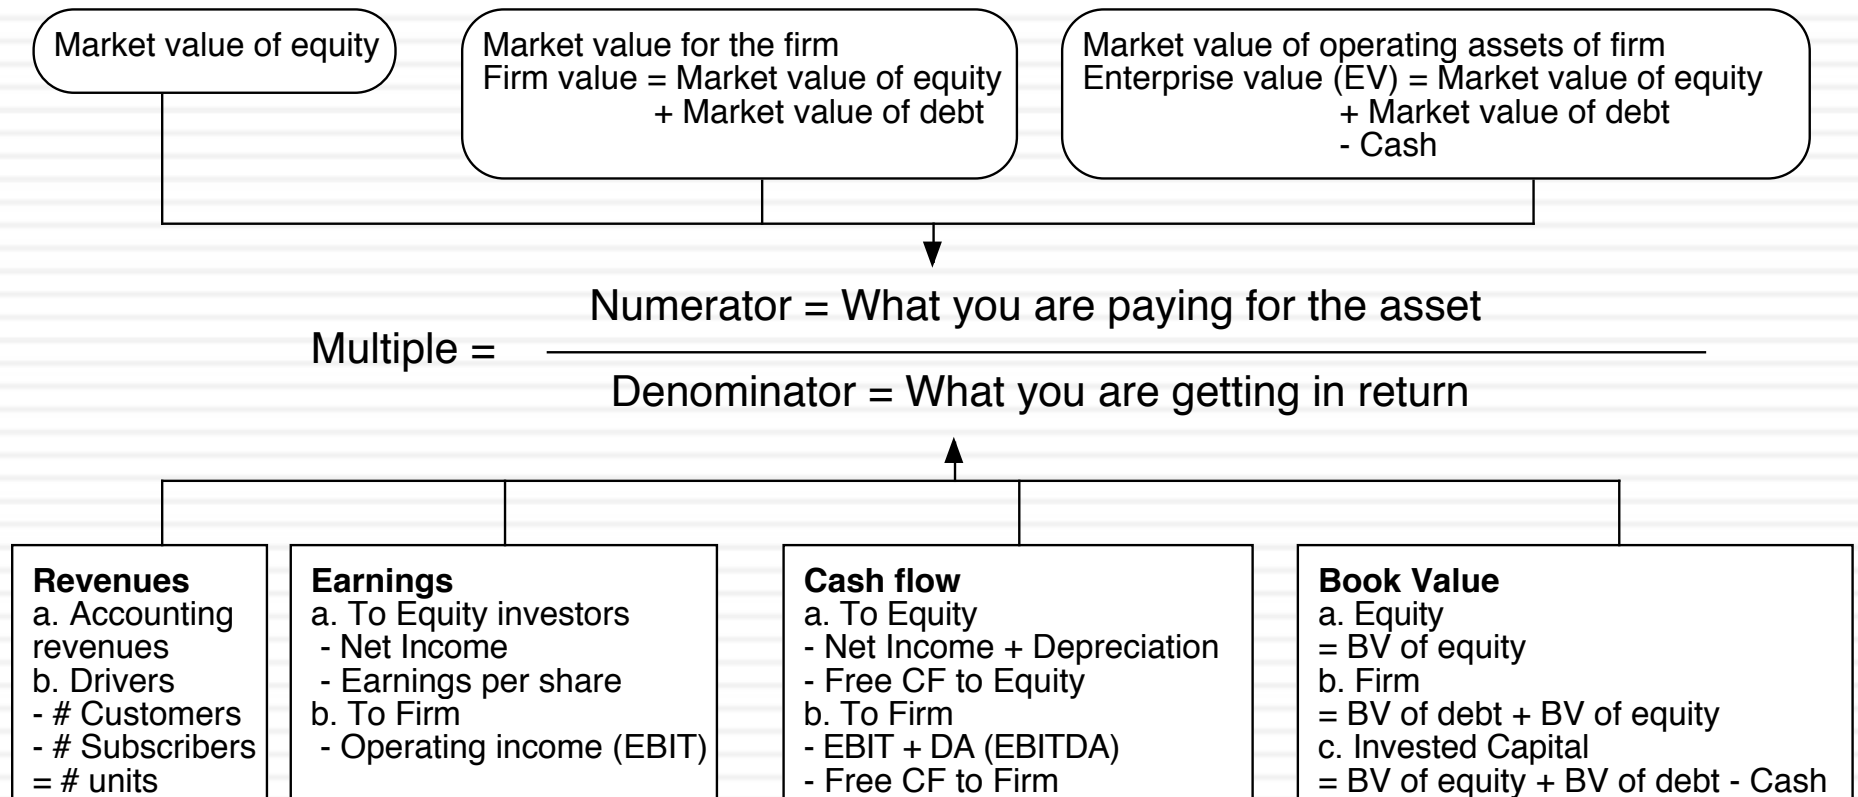 Market value of equity
Market value for the firm
Firm value = Market value of equity
+ Market value of debt
Market value of operating assets of firm
Enterprise value (EV) = Market value of equity
+ Market value of debt
- Cash
Numerator = What you are paying for the asset
Multiple =
Denominator = What you are getting in return
Revenues
a. Accounting
revenues
b. Drivers
- # Customers
- # Subscribers
= # units
Earnings
a. To Equity investors
- Net Income
- Earnings per share
b. To Firm
- Operating income (EBIT)
Cash flow
a. To Equity
- Net Income + Depreciation
- Free CF to Equity
b. To Firm
- EBIT + DA (EBITDA)
- Free CF to Firm
Book Value
a. Equity
= BV of equity
b. Firm
= BV of debt + BV of equity
c. Invested Capital
= BV of equity + BV of debt - Cash